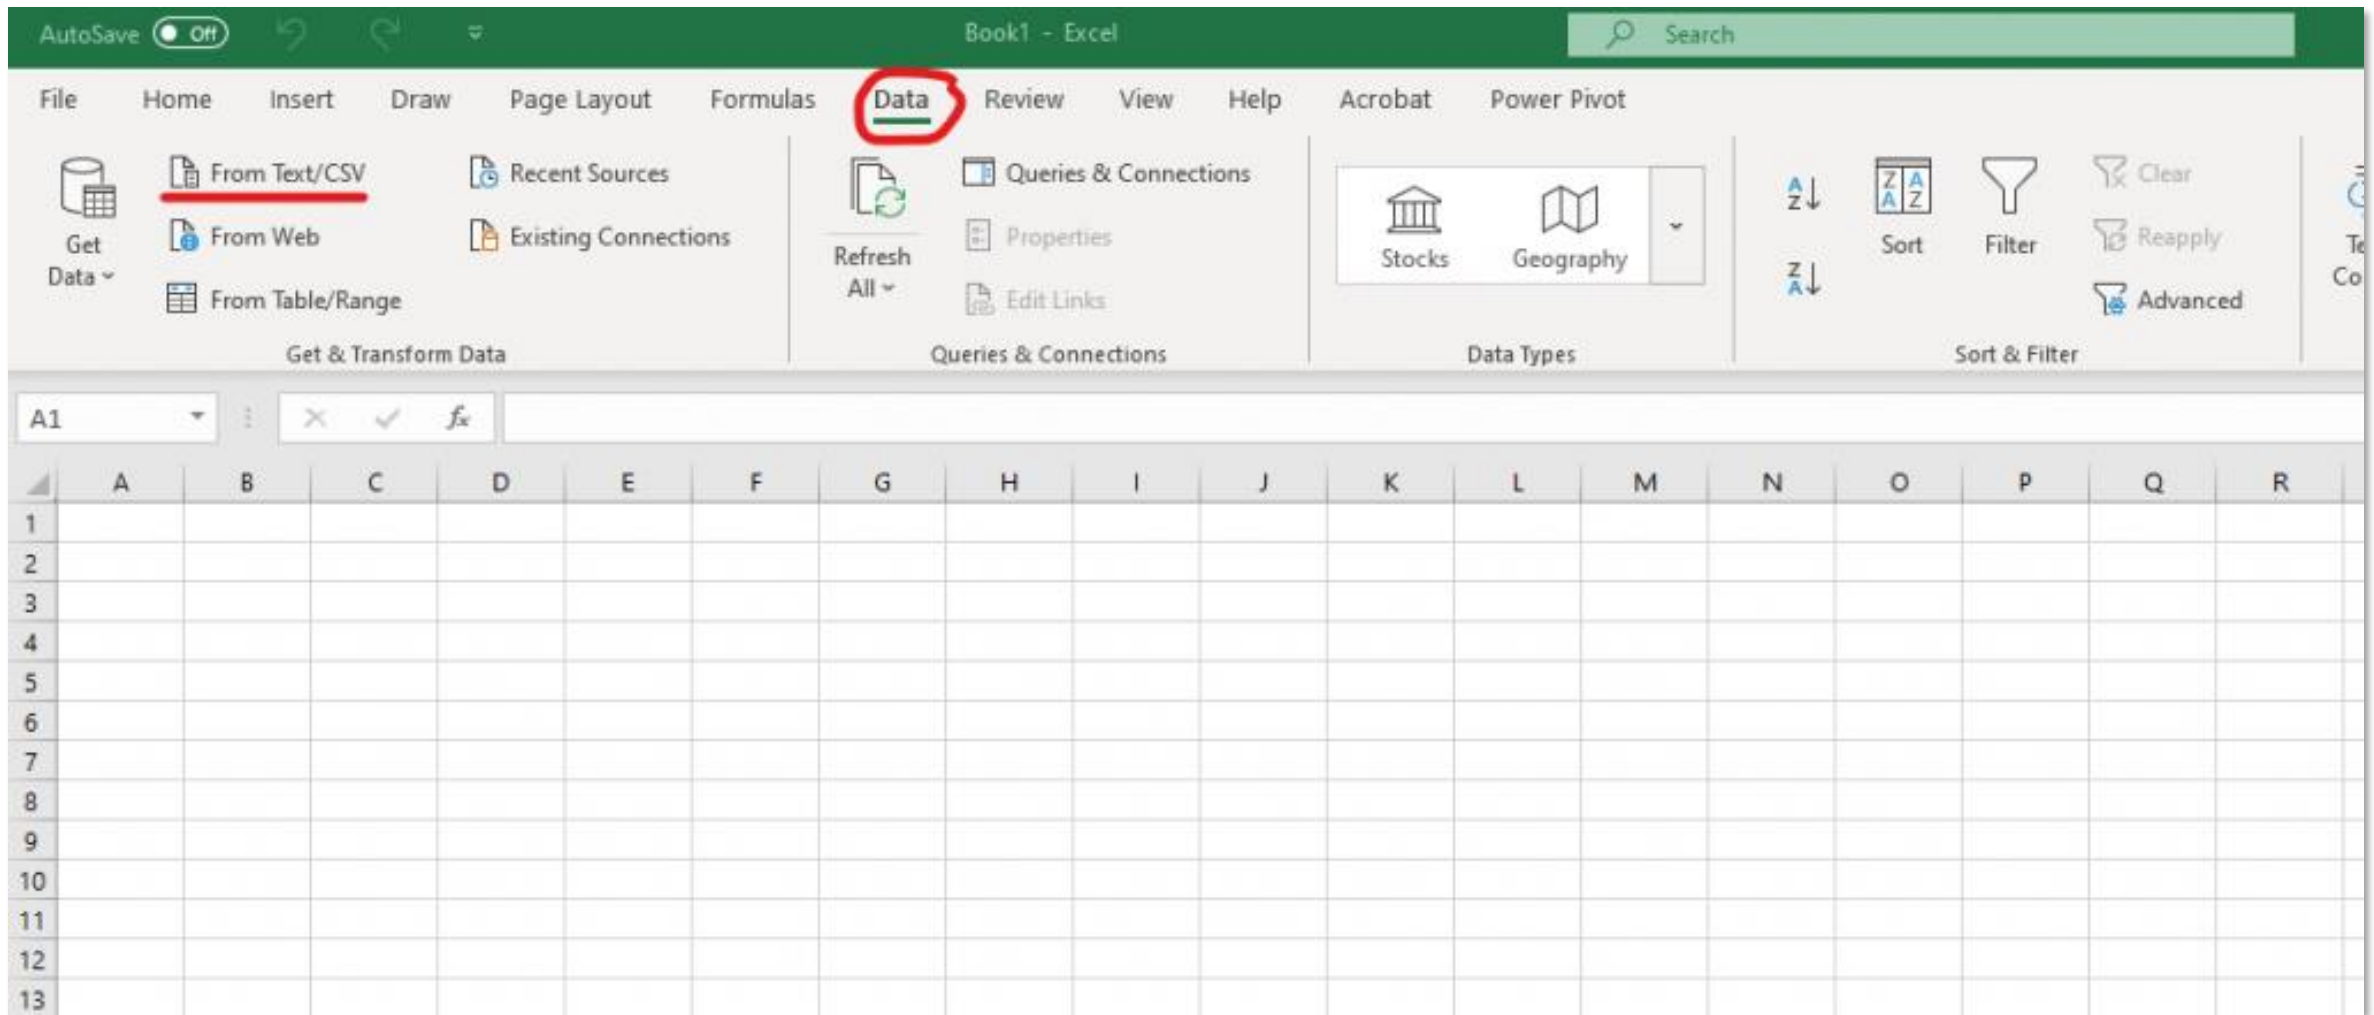 AutoSave Off Book1 - Excel Search
File Home Insert Draw Page Layout Formulas Data Review View Help Acrobat Power Pivot
Get Data
From Text/CSV
From Web
From Table/Range
Recent Sources
Existing Connections
Get & Transform Data
Refresh
All
Queries & Connections
Properties
Edit Links
Queries & Connections
Stocks Geography
Data Types
Sort Filter
Clear
Reapply
Advanced
Sort & Filter
Te
Co
A1 fx
A B C D E F G H I J K L M N O P Q R
1
2
3
4
5
6
7
8
9
10
11
12
13